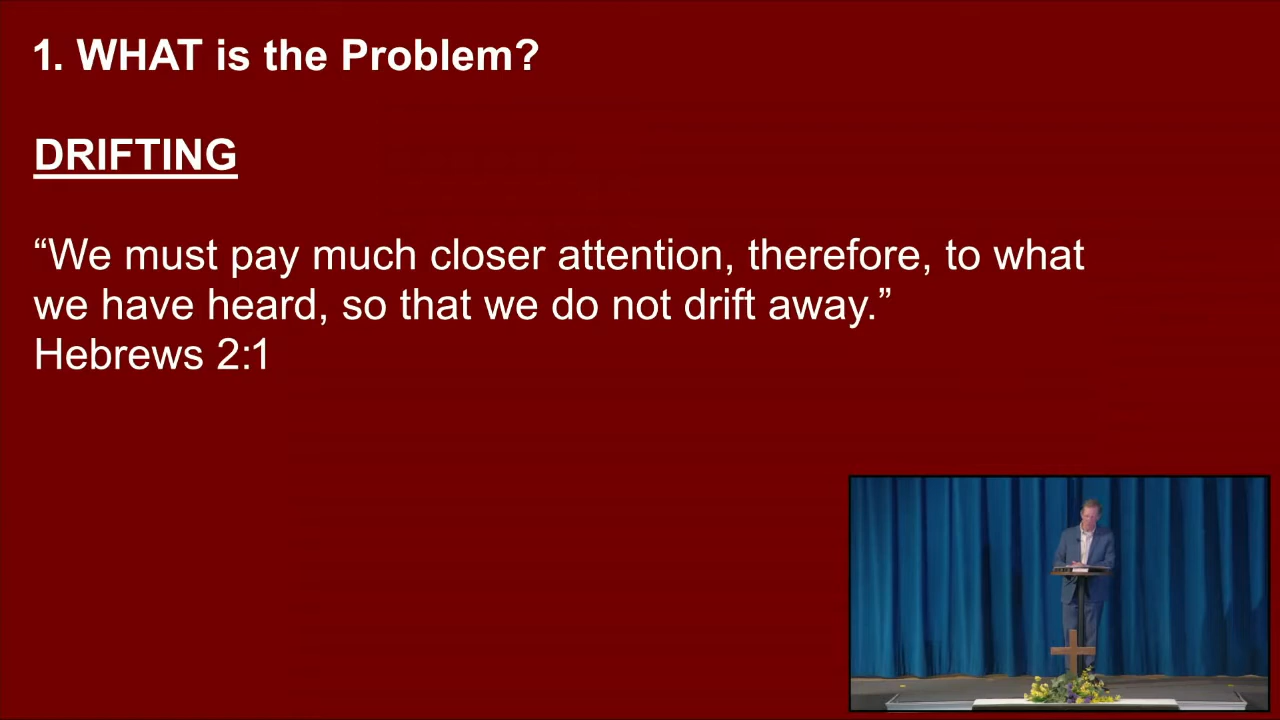 1. WHAT is the Problem?
DRIFTING
“We must pay much closer attention, therefore, to what
we have heard, so that we do not drift away.”
Hebrews 2:1